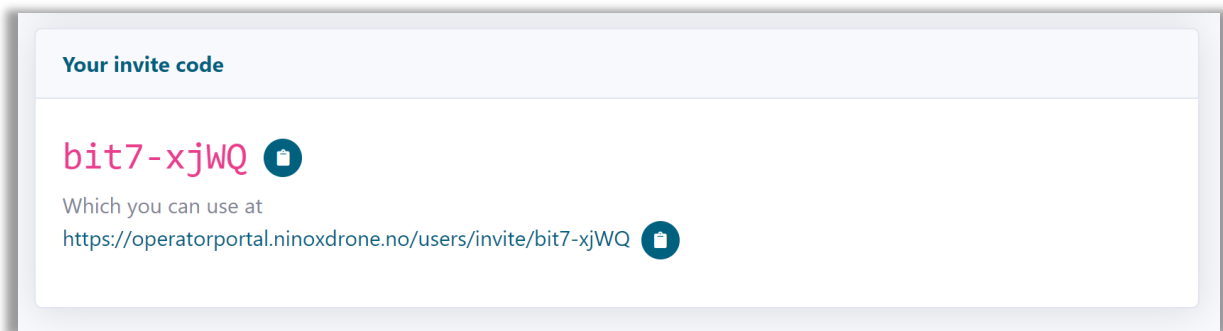 Your invite code
bit7-xjWQ
Which you can use at
https://operatorportal.ninoxdrone.no/users/invite/bit7-xjWQ